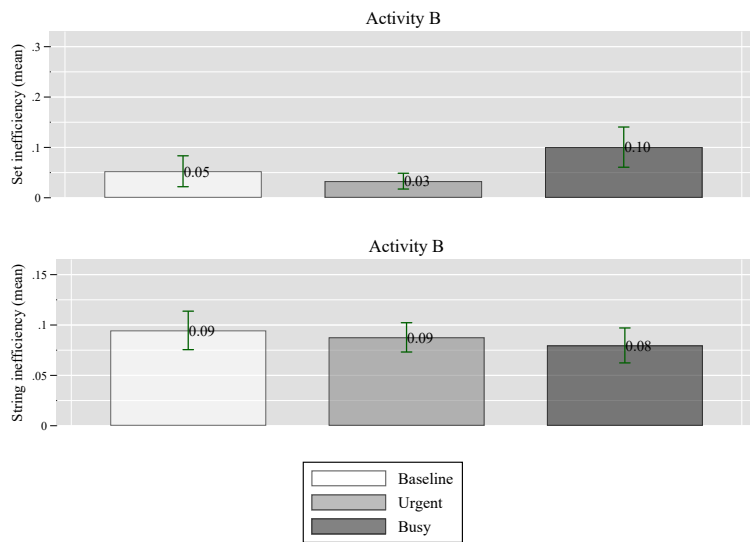 Activity B
Set inefficiency (mean)
.3
.2
.1
0
0.05
0.03
0.10
Activity B
String inefficiency (mean)
.15
.1
.05
0
0.09
0.09
0.08
Baseline
Urgent
Busy